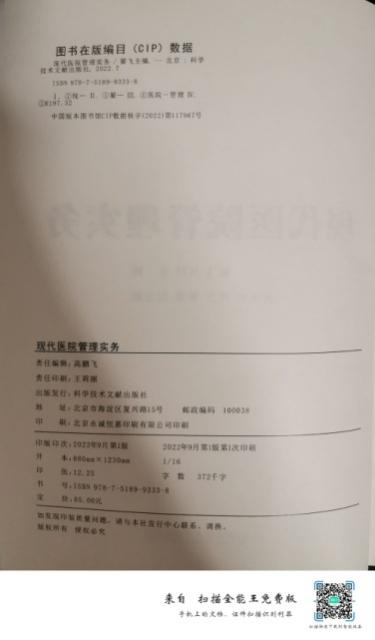 图书在版编目（CIP）数据
现代医院管理实务 / 翟飞主编. -- 北京 : 科学
技术文献出版社, 2022.7
ISBN 978-7-5189-9333-8
Ⅰ. ①现… Ⅱ. ①翟… Ⅲ. ①医院－管理 Ⅳ.
①R197.32
中国版本图书馆CIP数据核字(2022)第117967号
现代医院管理实务
责任编辑：高鹏飞
责任印刷：王
出版发行：科学技术文献出版社
地 址：北京市海淀区复兴路15号 邮政编码 100038
印 刷：北京永诚恒嘉印刷有限公司
印版印次：2022年9月第1版 2022年9月第1版第1次印刷
开 本：880mm×1230mm 1/16
印 张：12.25 字 数 372千字
书 号：ISBN 978-7-5189-9333-8
定 价：85.00元
如发现印装质量问题，请与本社发行中心联系、调换。
版权所有 侵权必究
来自 扫描全能王免费版
手机上的文档、证件扫描识别利器